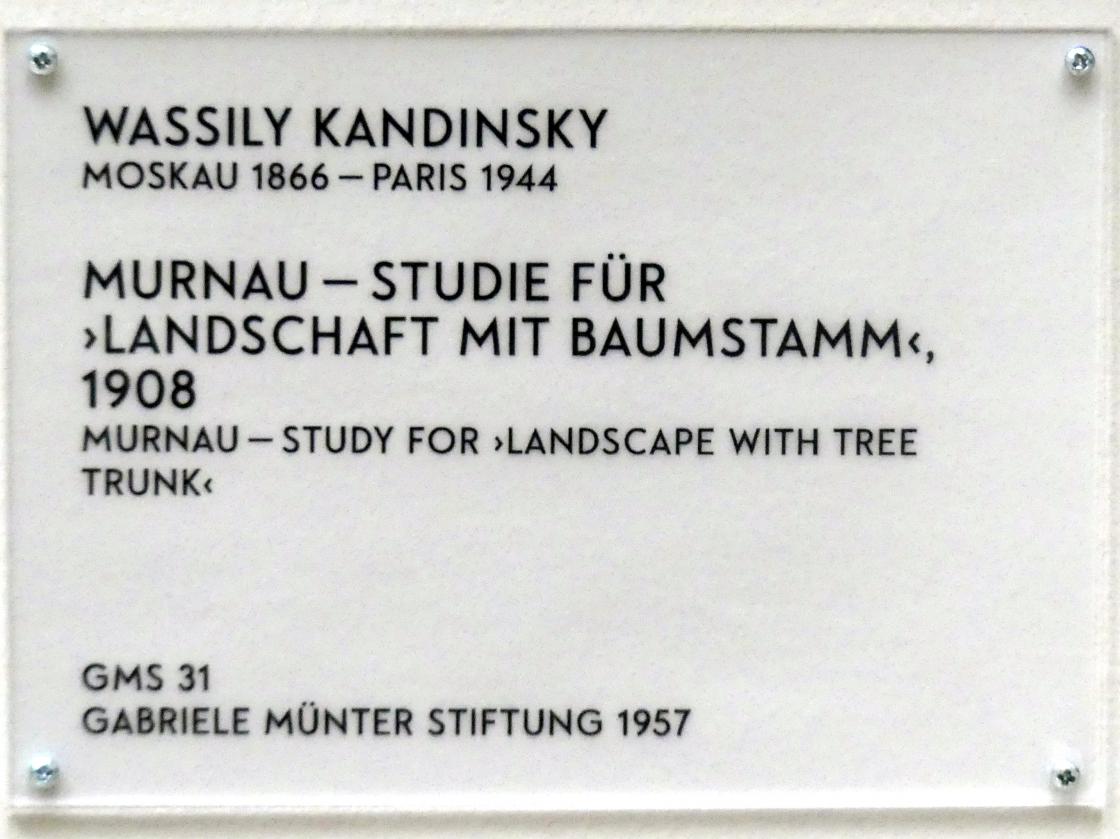 WASSILY KANDINSKY
MOSKAU 1866 – PARIS 1944
MURNAU – STUDIE FÜR
›LANDSCHAFT MIT BAUMSTAMM‹,
1908
MURNAU – STUDY FOR ›LANDSCAPE WITH TREE
TRUNK‹
GMS 31
GABRIELE MÜNTER STIFTUNG 1957